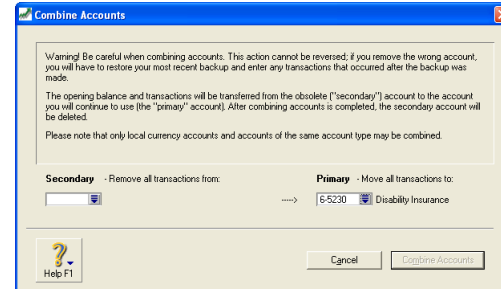 Combine Accounts
Warning! Be careful when combining accounts. This action cannot be reversed; if you remove the wrong account,
you will have to restore your most recent backup and enter any transactions that occurred after the backup was
made.
The opening balance and transactions will be transferred from the obsolete ("secondary") account to the account
you will continue to use (the "primary" account). After combining accounts is completed, the secondary account will
be deleted.
Please note that only local currency accounts and accounts of the same account type may be combined.
Secondary - Remove all transactions from: Primary - Move all transactions to:
----> 6-5230 Disability Insurance
Help F1 Cancel Combine Accounts